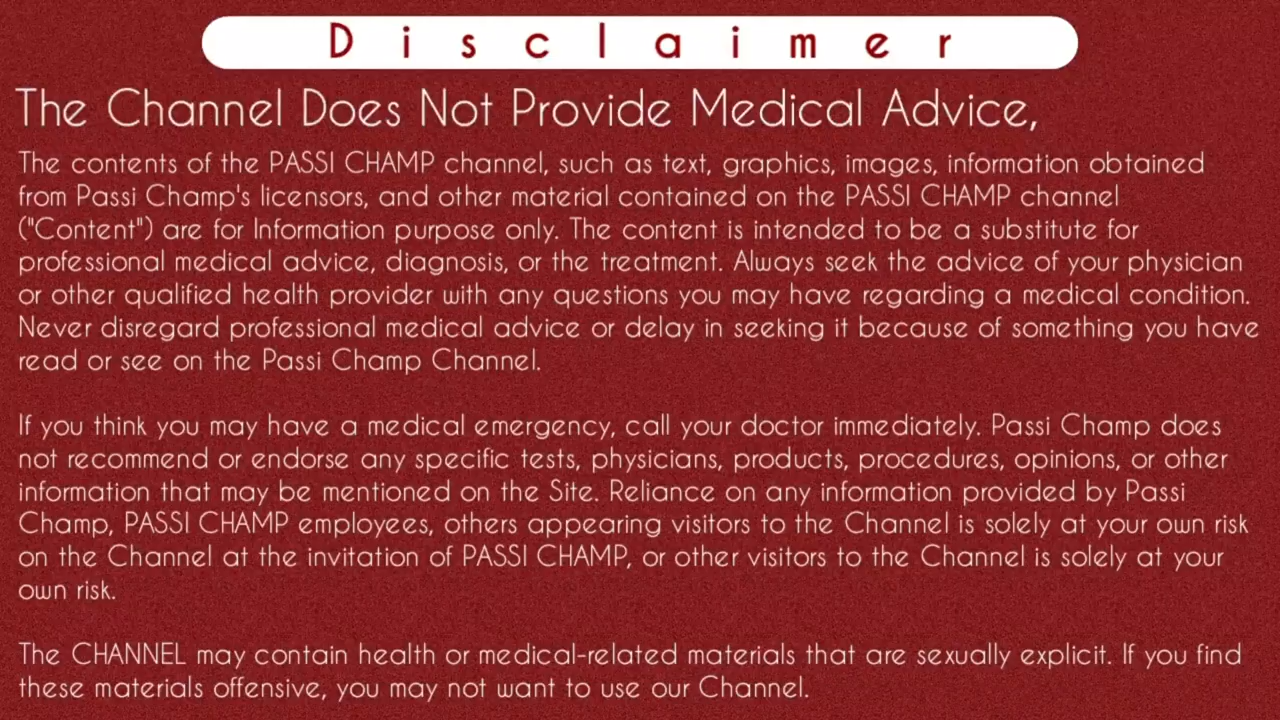 Disclaimer
The Channel Does Not Provide Medical Advice,
The contents of the PASSI CHAMP channel, such as text, graphics, images, information obtained
from Passi Champ's licensors, and other material contained on the PASSI CHAMP channel
("Content") are for Information purpose only. The content is intended to be a substitute for
professional medical advice, diagnosis, or the treatment. Always seek the advice of your physician
or other qualified health provider with any questions you may have regarding a medical condition.
Never disregard professional medical advice or delay in seeking it because of something you have
read or see on the Passi Champ Channel.
If you think you may have a medical emergency, call your doctor immediately. Passi Champ does
not recommend or endorse any specific tests, physicians, products, procedures, opinions, or other
information that may be mentioned on the Site. Reliance on any information provided by Passi
Champ, PASSI CHAMP employees, others appearing visitors to the Channel is solely at your own risk
on the Channel at the invitation of PASSI CHAMP, or other visitors to the Channel is solely at your
own risk.
The CHANNEL may contain health or medical-related materials that are sexually explicit. If you find
these materials offensive, you may not want to use our Channel.